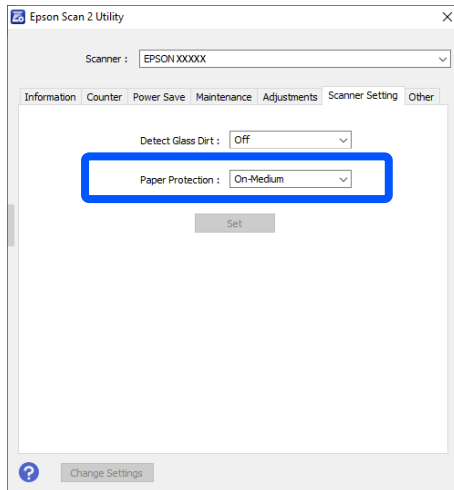 Epson Scan 2 Utility
Scanner : EPSON XXXXX
Information Counter Power Save Maintenance Adjustments Scanner Setting Other
Detect Glass Dirt : Off
Paper Protection : On-Medium
Set
? Change Settings